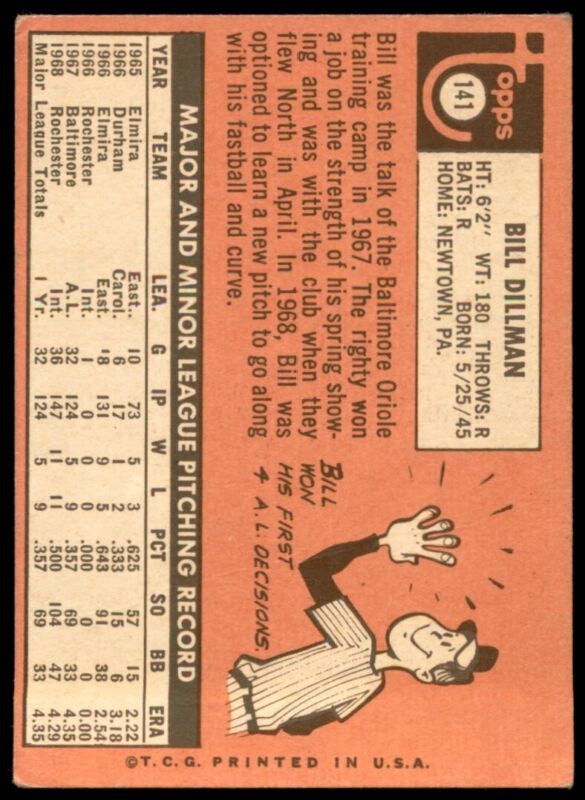 Topps
141
BILL DILLMAN
HT: 6'2" WT: 180 THROWS: R
BATS: R BORN: 5/25/45
HOME: NEWTOWN, PA.
Bill was the talk of the Baltimore Oriole
training camp in 1967. The righty won
a job on the strength of his spring show-
ing and was with the club when they
flew North in April. In 1968, Bill was
optioned to learn a new pitch to go along
with his fastball and curve.
BILL
WON
HIS FIRST
4 A.L. DECISIONS.
MAJOR AND MINOR LEAGUE PITCHING RECORD
YEAR TEAM LEA G IP W L PCT SO BB ERA
1965 Elmira East. 10 73 5 3 .625 57 15 2.22
1966 Durham Carol. 6 17 1 2 .333 15 6 3.18
1966 Elmira East. 18 131 9 5 .643 91 38 2.54
1966 Rochester Int. 1 0 0 0 .000 0 0 0.00
1967 Baltimore A.L. 32 124 5 9 .357 69 33 4.35
1968 Rochester Int. 36 147 11 11 .500 104 47 4.29
Major League Totals 1 Yr. 32 124 5 9 .357 69 33 4.35
©T.C.G. PRINTED IN U.S.A.